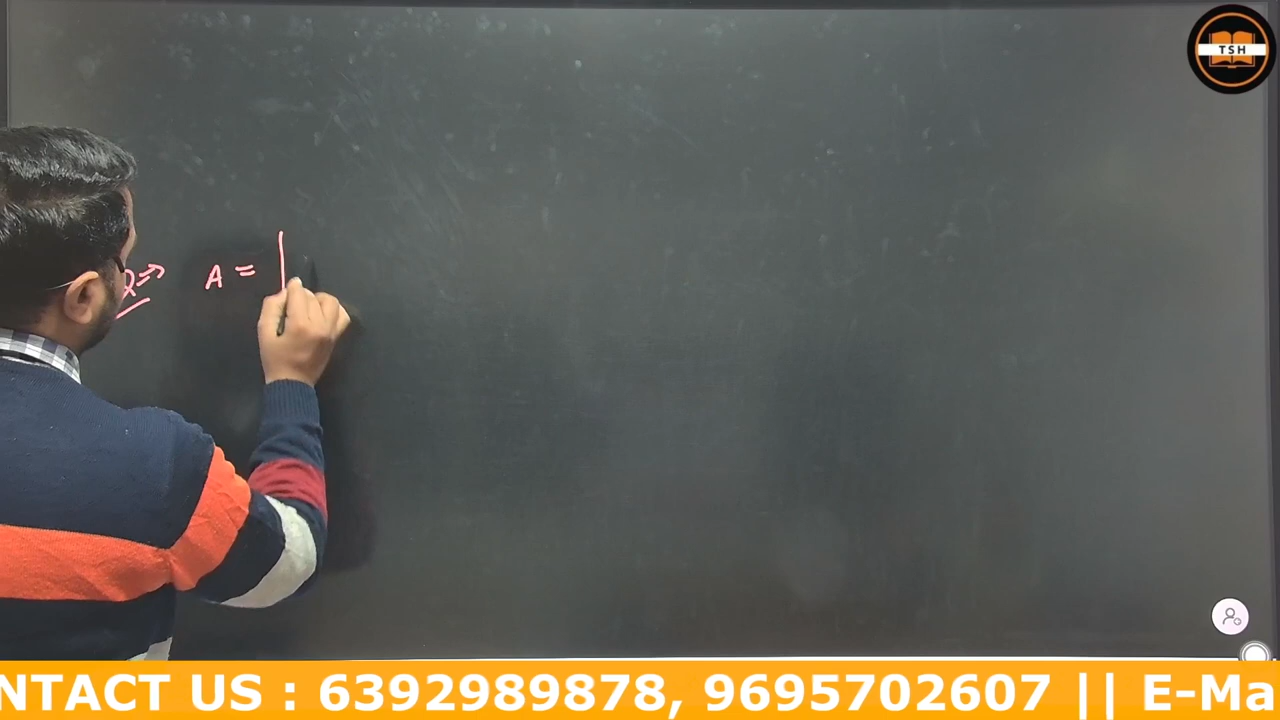 TSH
Q⇒ A = |
NTACT US : 6392989878, 9695702607 || E-Ma